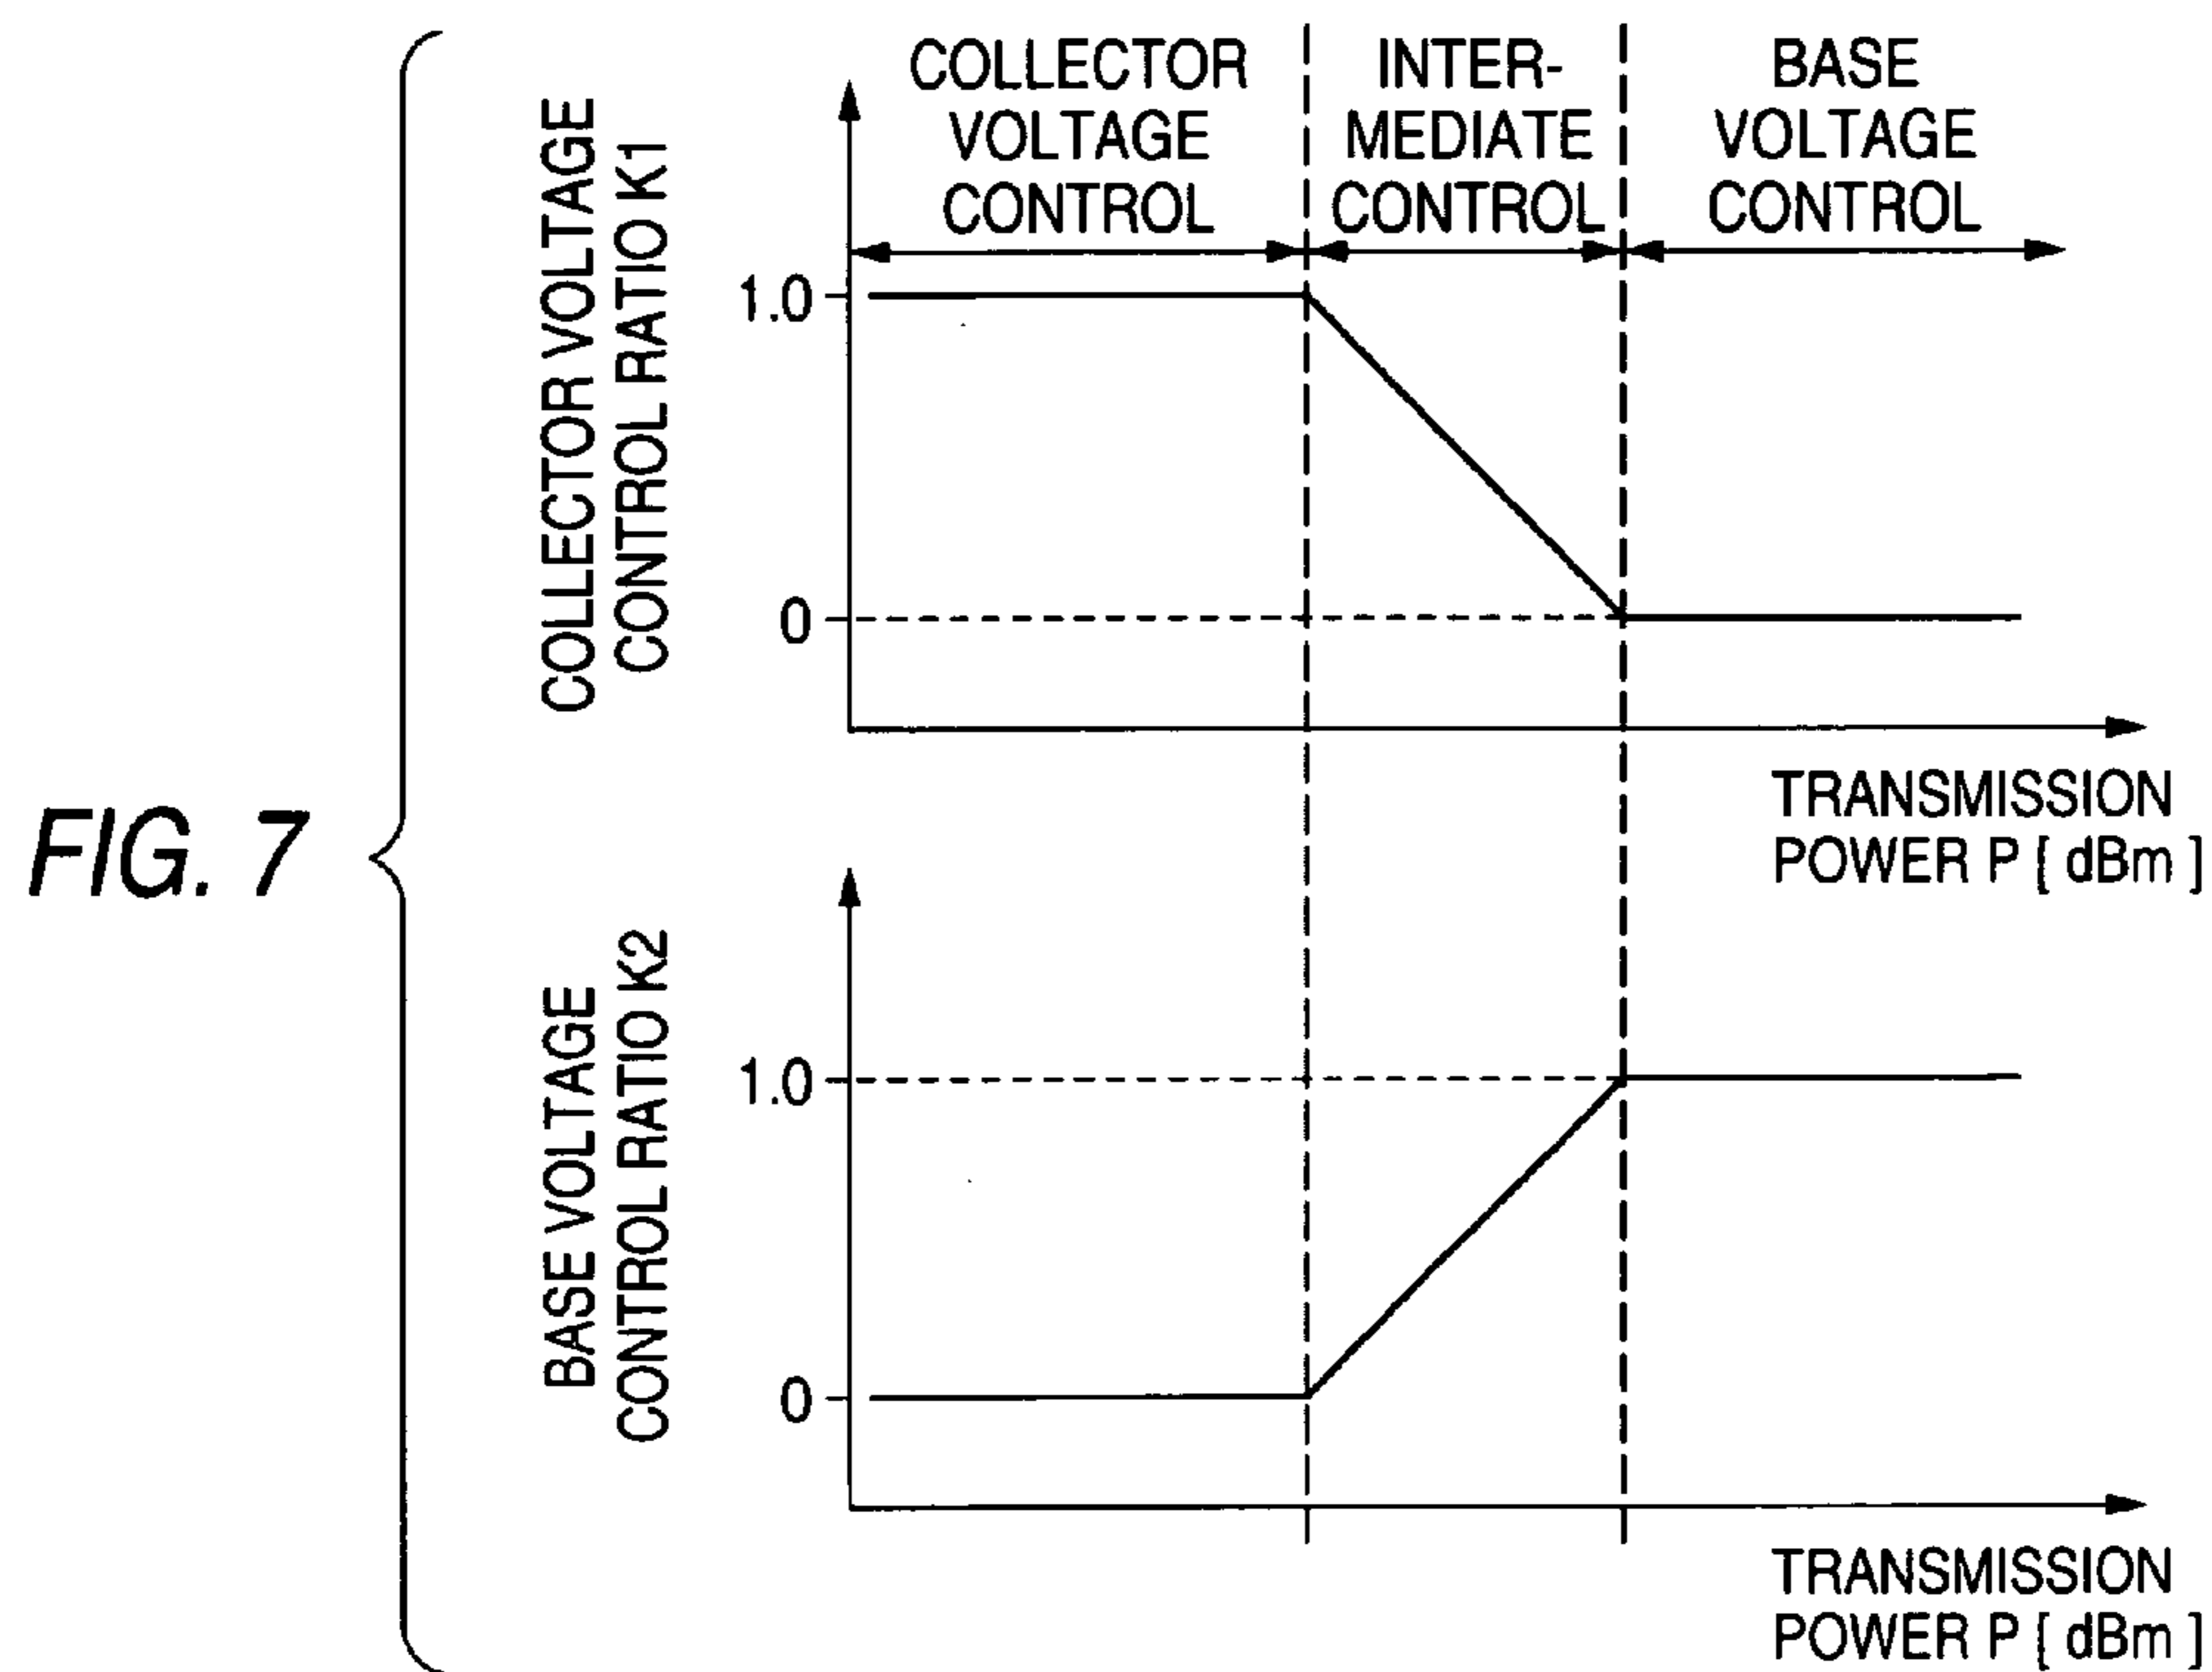 FIG. 7
COLLECTOR VOLTAGE
CONTROL RATIO K1
COLLECTOR
VOLTAGE
CONTROL
INTER-
MEDIATE
CONTROL
BASE
VOLTAGE
CONTROL
1.0
0
TRANSMISSION
POWER P [ dBm ]
BASE VOLTAGE
CONTROL RATIO K2
1.0
0
TRANSMISSION
POWER P [ dBm ]